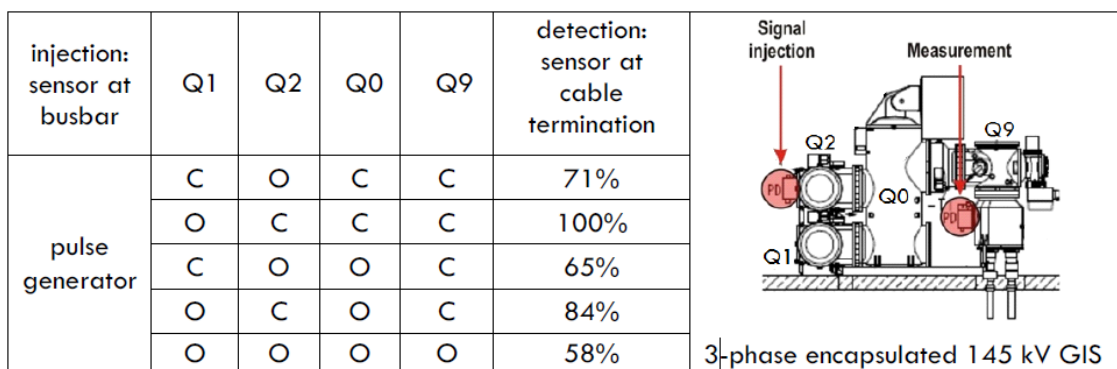 injection:
sensor at
busbar
Q1
Q2
Q0
Q9
detection:
sensor at
cable
termination
pulse
generator
C O C C 71%
O C C C 100%
C O O C 65%
O C O C 84%
O O O O 58%
Signal
injection
Measurement
Q9
Q2
PD
Q0
PD
Q1
3-phase encapsulated 145 kV GIS